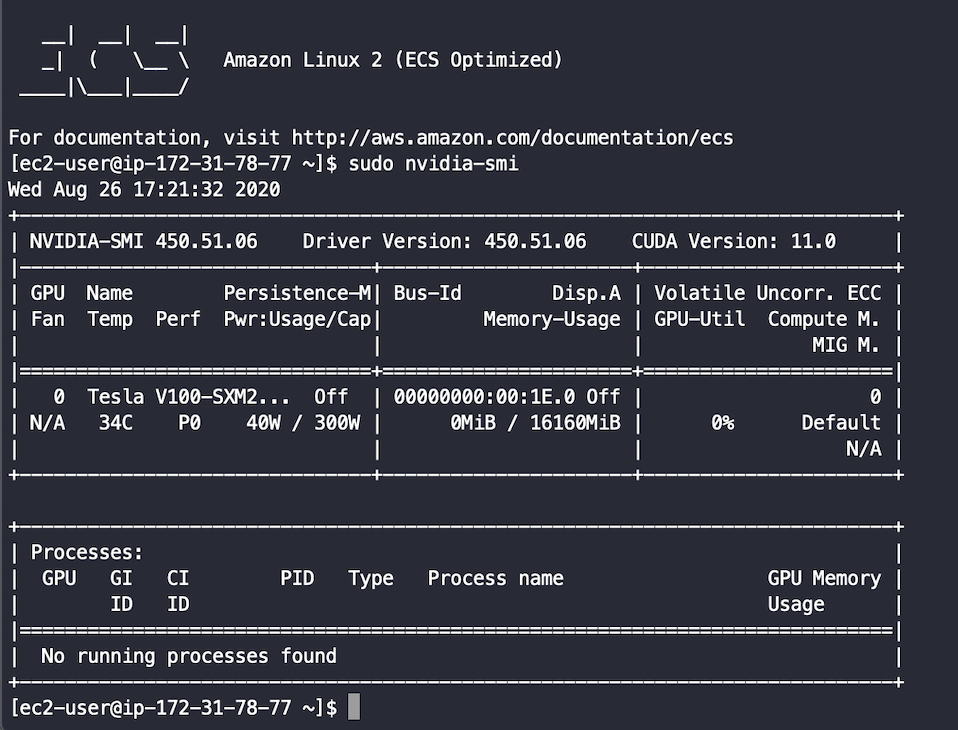 __|  __|  __|
   _|  (   \__ \   Amazon Linux 2 (ECS Optimized)
 ____|\___|____/

For documentation, visit http://aws.amazon.com/documentation/ecs
[ec2-user@ip-172-31-78-77 ~]$ sudo nvidia-smi
Wed Aug 26 17:21:32 2020
+-----------------------------------------------------------------------------+
| NVIDIA-SMI 450.51.06    Driver Version: 450.51.06    CUDA Version: 11.0     |
|-------------------------------+----------------------+----------------------+
| GPU  Name        Persistence-M| Bus-Id        Disp.A | Volatile Uncorr. ECC |
| Fan  Temp  Perf  Pwr:Usage/Cap|         Memory-Usage | GPU-Util  Compute M. |
|                               |                      |               MIG M. |
|===============================+======================+======================|
|   0  Tesla V100-SXM2...  Off  | 00000000:00:1E.0 Off |                    0 |
| N/A   34C    P0    40W / 300W |      0MiB / 16160MiB |      0%      Default |
|                               |                      |                  N/A |
+-------------------------------+----------------------+----------------------+

+-----------------------------------------------------------------------------+
| Processes:                                                                  |
|  GPU   GI   CI        PID   Type   Process name                  GPU Memory |
|        ID   ID                                                   Usage      |
|=============================================================================|
|  No running processes found                                                 |
+-----------------------------------------------------------------------------+
[ec2-user@ip-172-31-78-77 ~]$